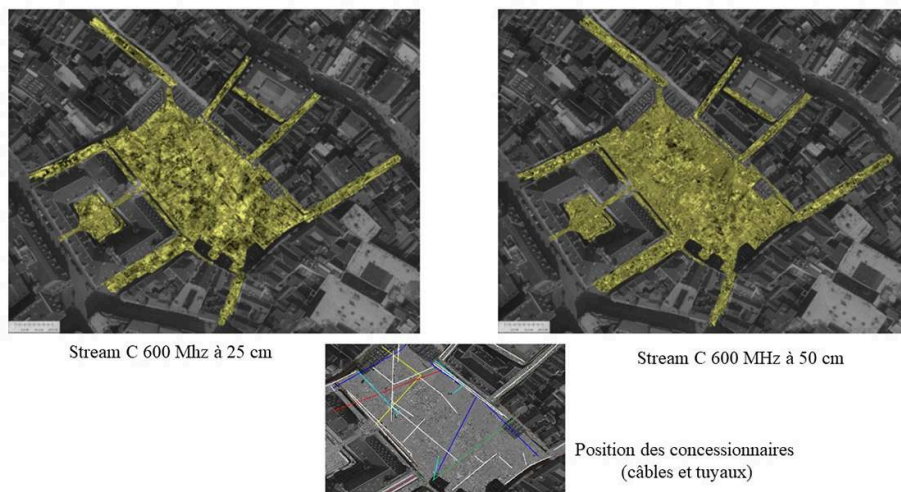 Stream C 600 Mhz à 25 cm
Stream C 600 MHz à 50 cm
Position des concessionnaires
(câbles et tuyaux)